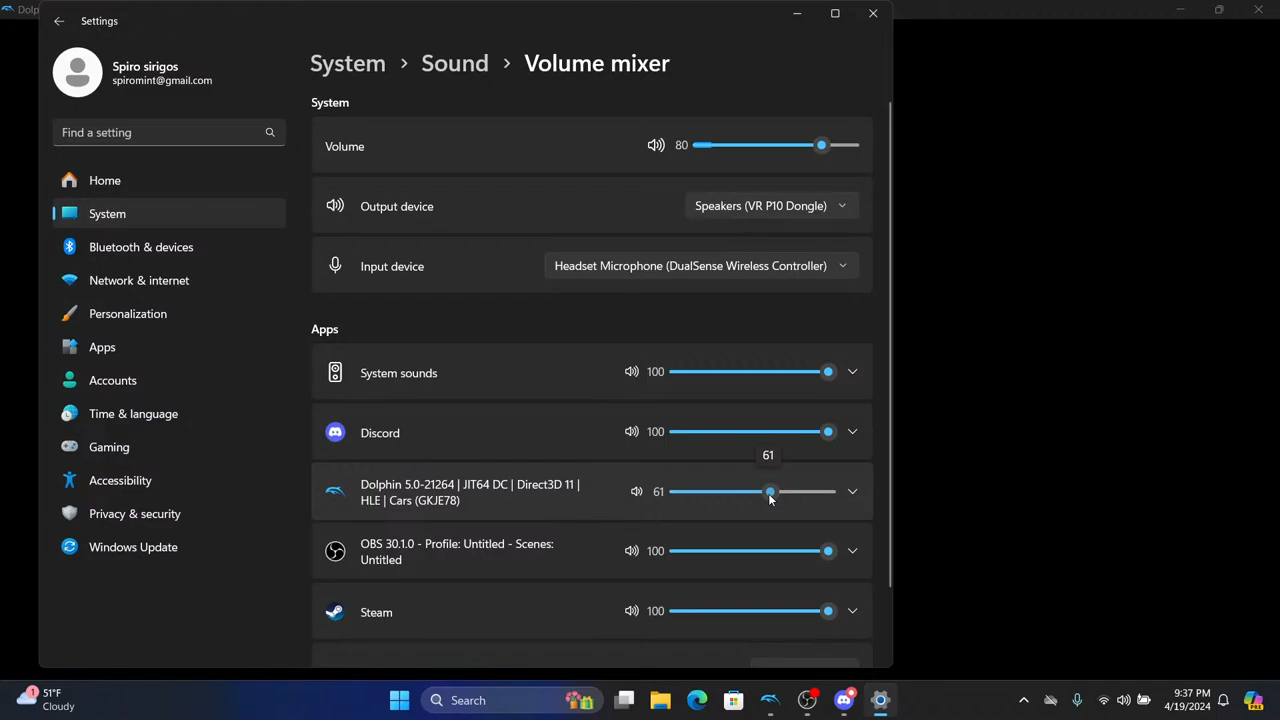 Dolp
Settings
Spiro sirigos
spiromint@gmail.com
Find a setting
Home
System
Bluetooth & devices
Network & internet
Personalization
Apps
Accounts
Time & language
Gaming
Accessibility
Privacy & security
Windows Update
System > Sound > Volume mixer
System
Volume 80
Output device Speakers (VR P10 Dongle)
Input device Headset Microphone (DualSense Wireless Controller)
Apps
System sounds 100
Discord 100
61
Dolphin 5.0-21264 | JIT64 DC | Direct3D 11 |
HLE | Cars (GKJE78) 61
OBS 30.1.0 - Profile: Untitled - Scenes:
Untitled 100
Steam 100
1
51°F
Cloudy
Search
9:37 PM
4/19/2024
PRE